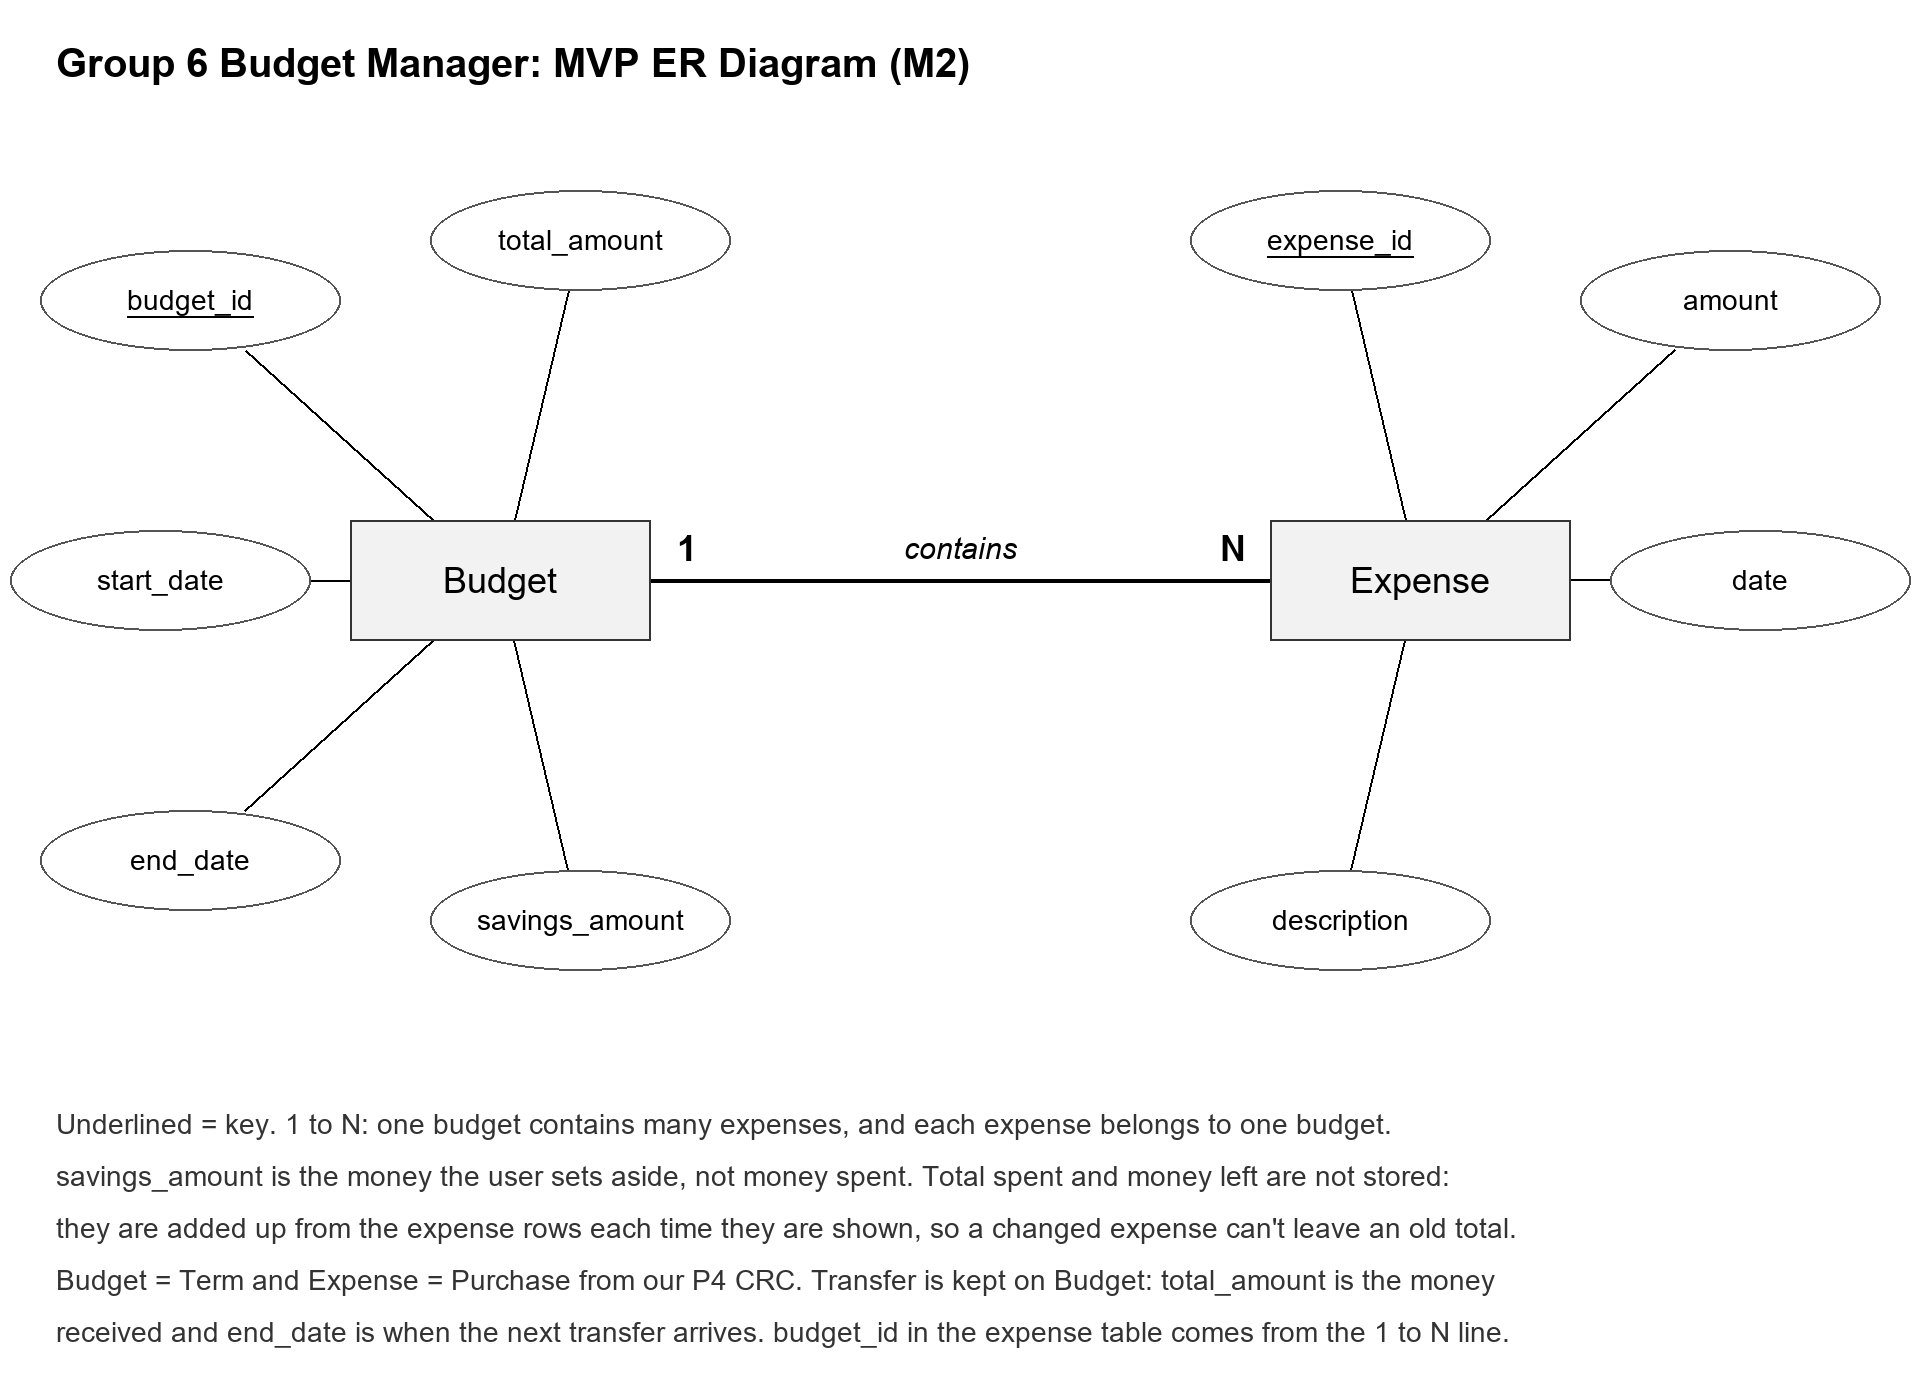 Group 6 Budget Manager: MVP ER Diagram (M2)
total_amount
expense_id
budget_id
amount
1
contains
N
start_date
Budget
Expense
date
end_date
savings_amount
description
Underlined = key. 1 to N: one budget contains many expenses, and each expense belongs to one budget.
savings_amount is the money the user sets aside, not money spent. Total spent and money left are not stored:
they are added up from the expense rows each time they are shown, so a changed expense can't leave an old total.
Budget = Term and Expense = Purchase from our P4 CRC. Transfer is kept on Budget: total_amount is the money
received and end_date is when the next transfer arrives. budget_id in the expense table comes from the 1 to N line.